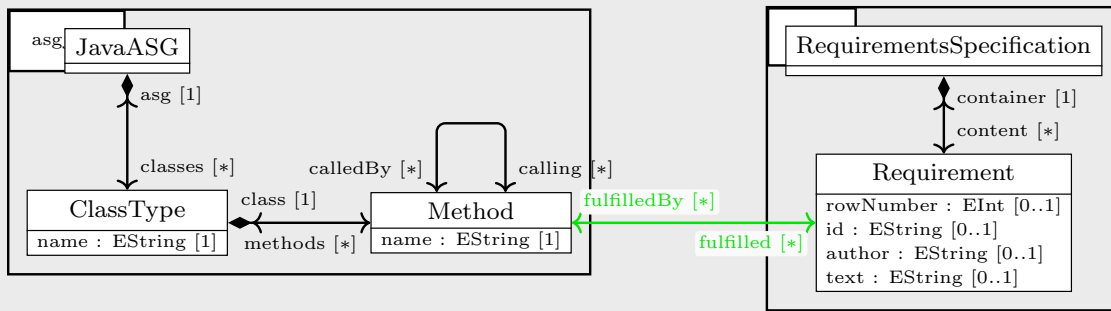 asg
JavaASG
RequirementsSpecification
asg [1]
container [1]
content [*]
classes [*]
calledBy [*]
calling [*]
ClassType
name : EString [1]
class [1]
methods [*]
Method
name : EString [1]
fulfilledBy [*]
fulfilled [*]
Requirement
rowNumber : EInt [0..1]
id : EString [0..1]
author : EString [0..1]
text : EString [0..1]